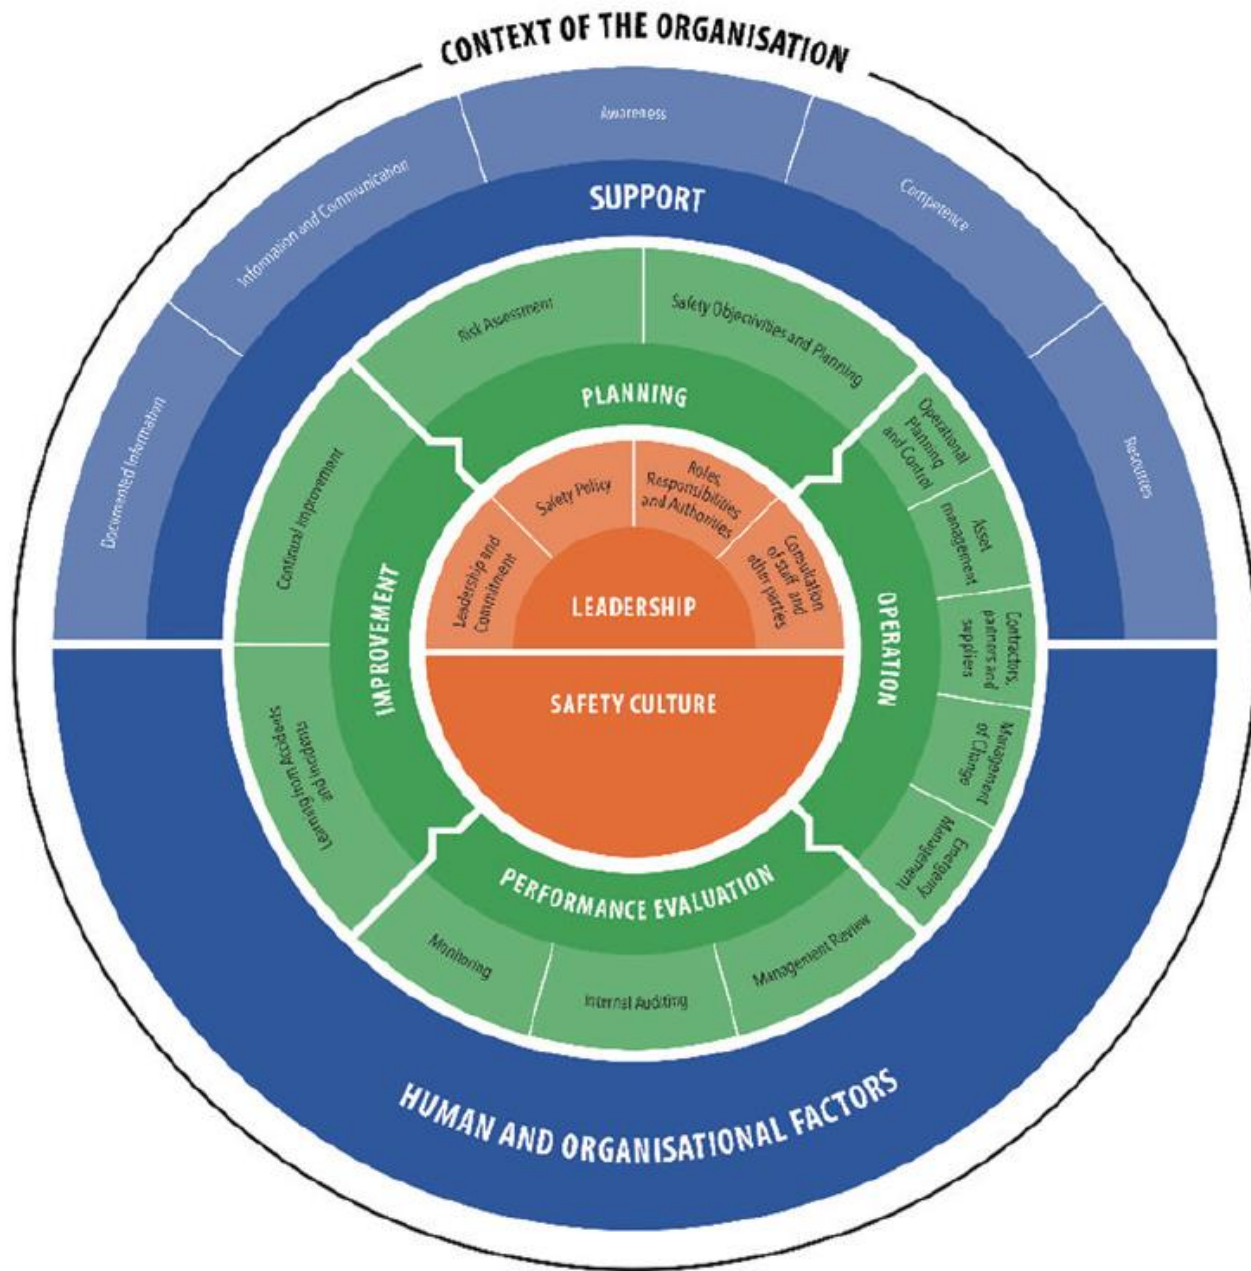 CONTEXT OF THE ORGANISATION
Awareness
Information and Communication
Competence
Documented Information
Resources
SUPPORT
Risk Assessment
Safety Objectivities and Planning
PLANNING
Continual Improvement
Learning from Accidents
and incidents
IMPROVEMENT
Operational
Planning
and Control
Asset
management
Contractors,
partners and
suppliers
Management
of Change
Emergency
Management
OPERATION
Leadership and
Commitment
Safety Policy
Roles,
Responsibilities
and Authorities
Consultation
of staff and
other parties
LEADERSHIP
SAFETY CULTURE
PERFORMANCE EVALUATION
Monitoring
Internal Auditing
Management Review
HUMAN AND ORGANISATIONAL FACTORS